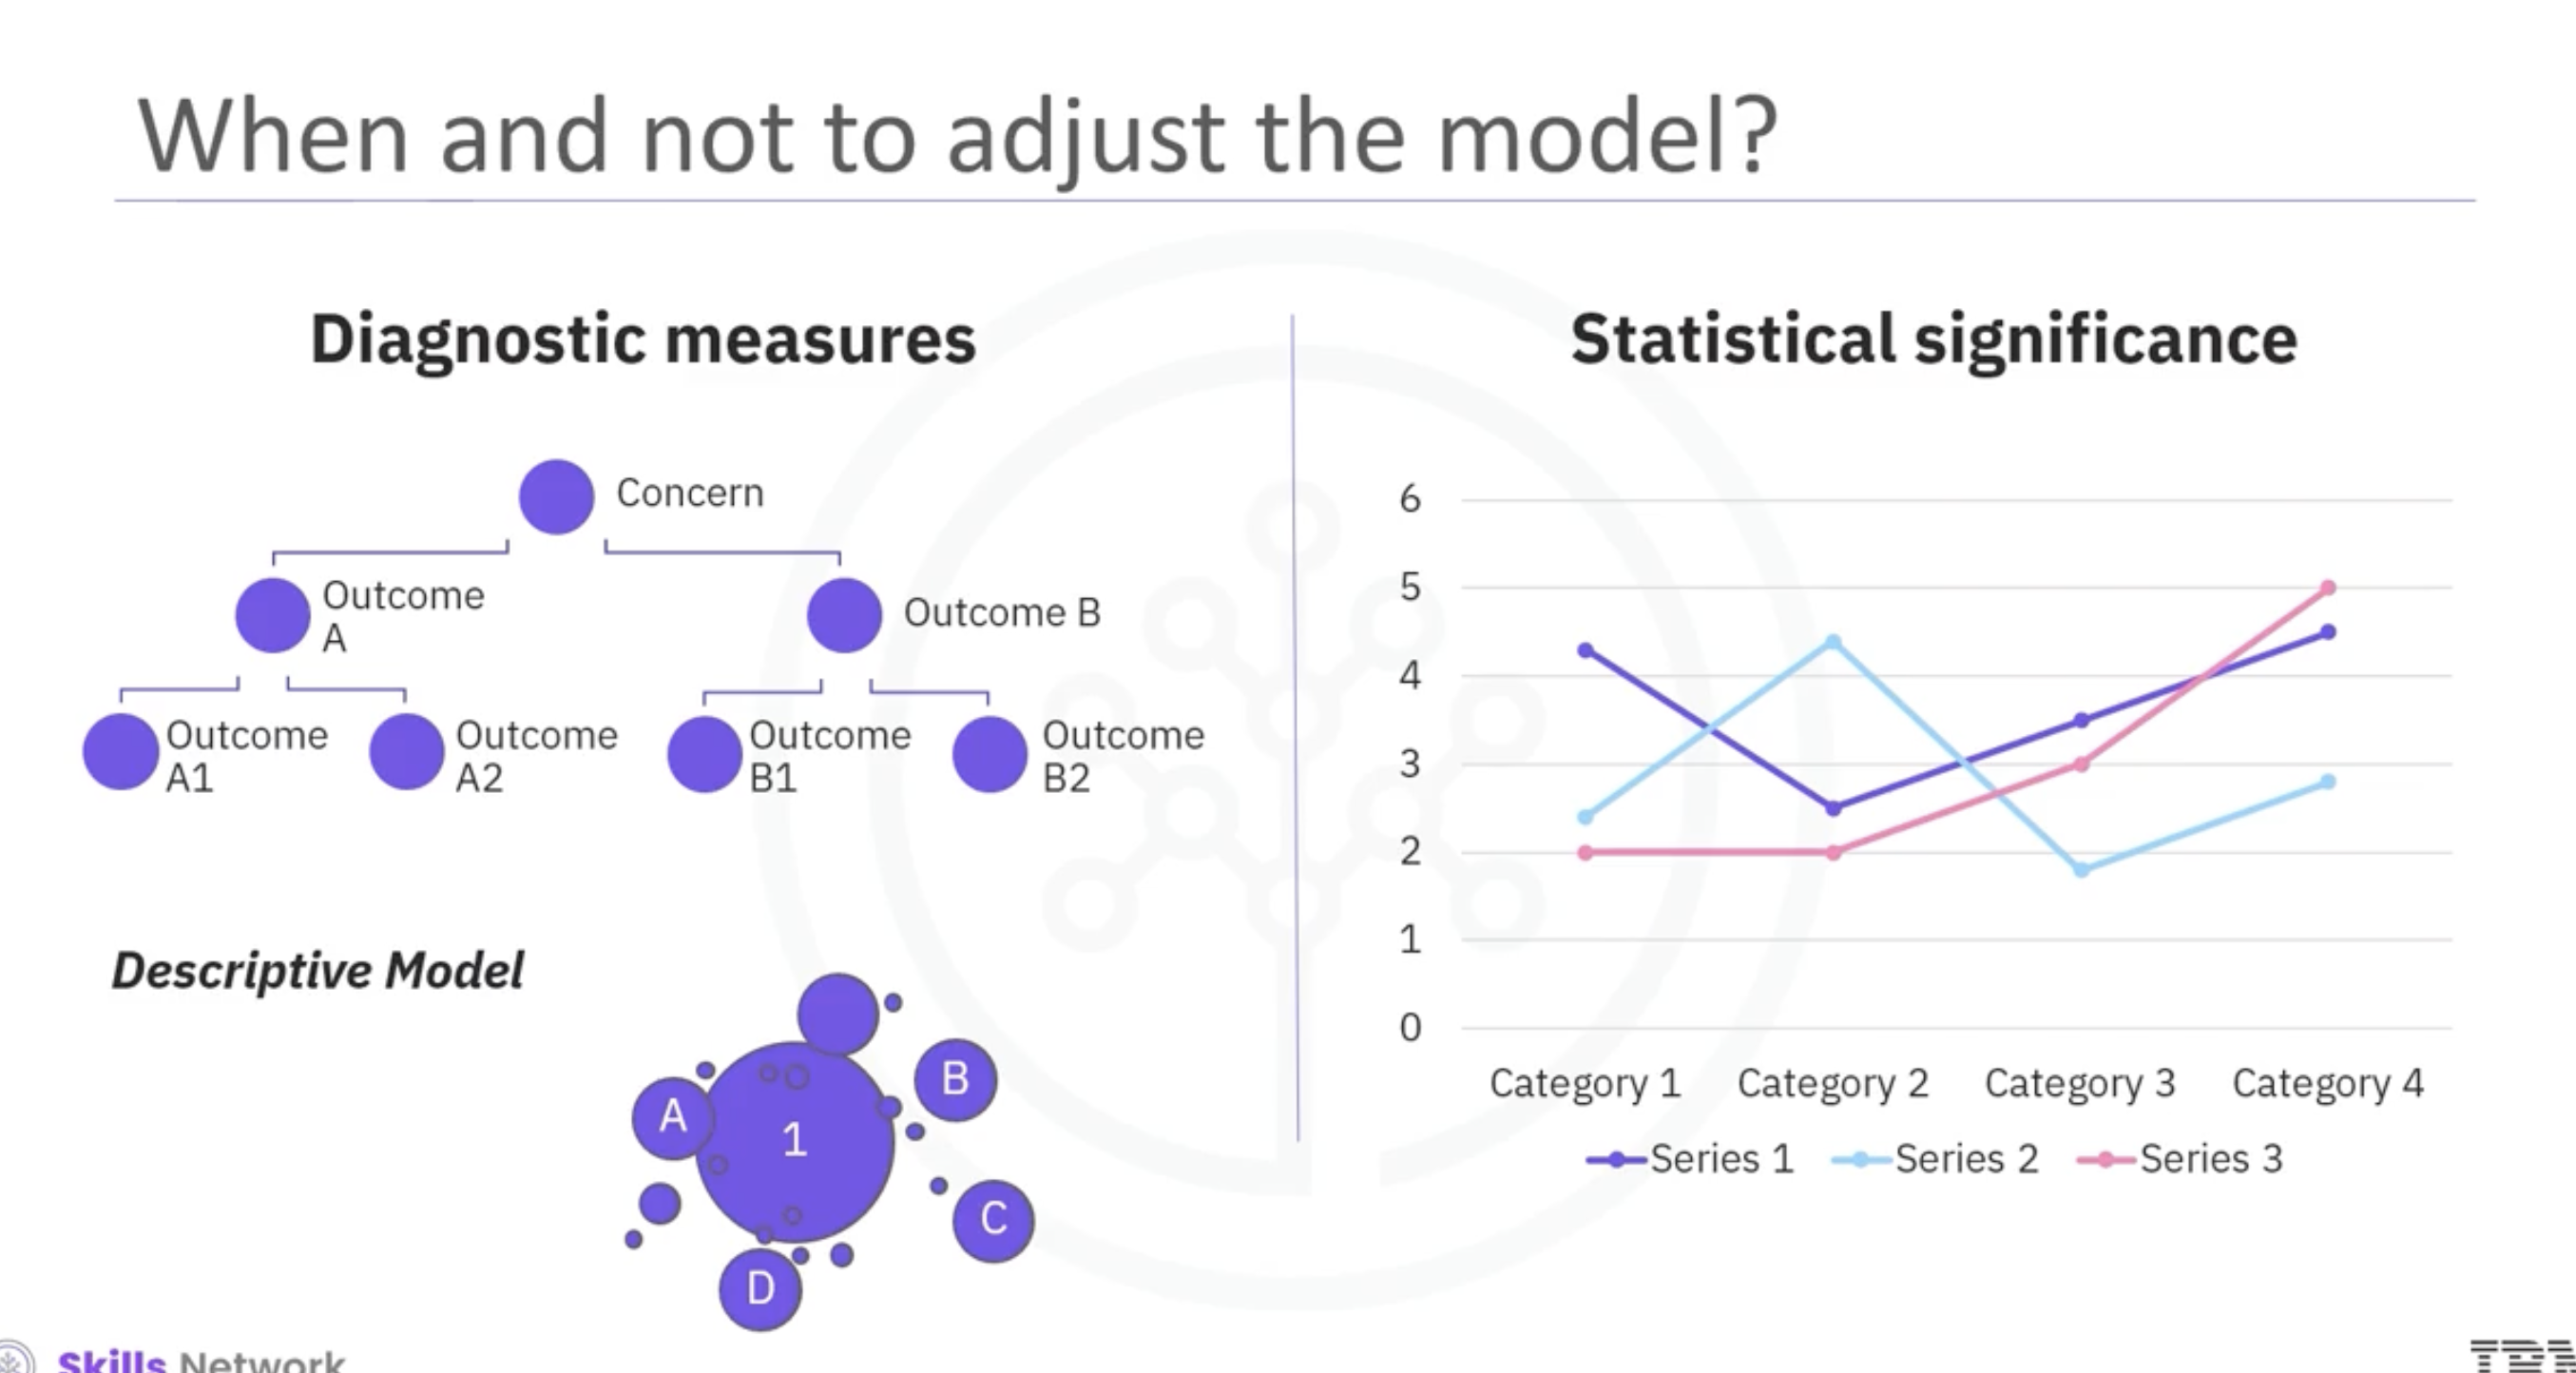 When and not to adjust the model?
Diagnostic measures
Concern
Outcome
A
Outcome B
Outcome
A1
Outcome
A2
Outcome
B1
Outcome
B2
Descriptive Model
A
1
B
C
D
Statistical significance
6
5
4
3
2
1
0
Category 1 Category 2 Category 3 Category 4
Series 1 Series 2 Series 3
Skills Network
IBM